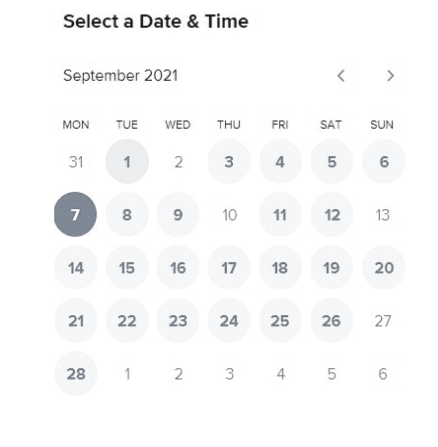 Select a Date & Time
September 2021
MON TUE WED THU FRI SAT SUN
31 1 2 3 4 5 6
7 8 9 10 11 12 13
14 15 16 17 18 19 20
21 22 23 24 25 26 27
28 1 2 3 4 5 6